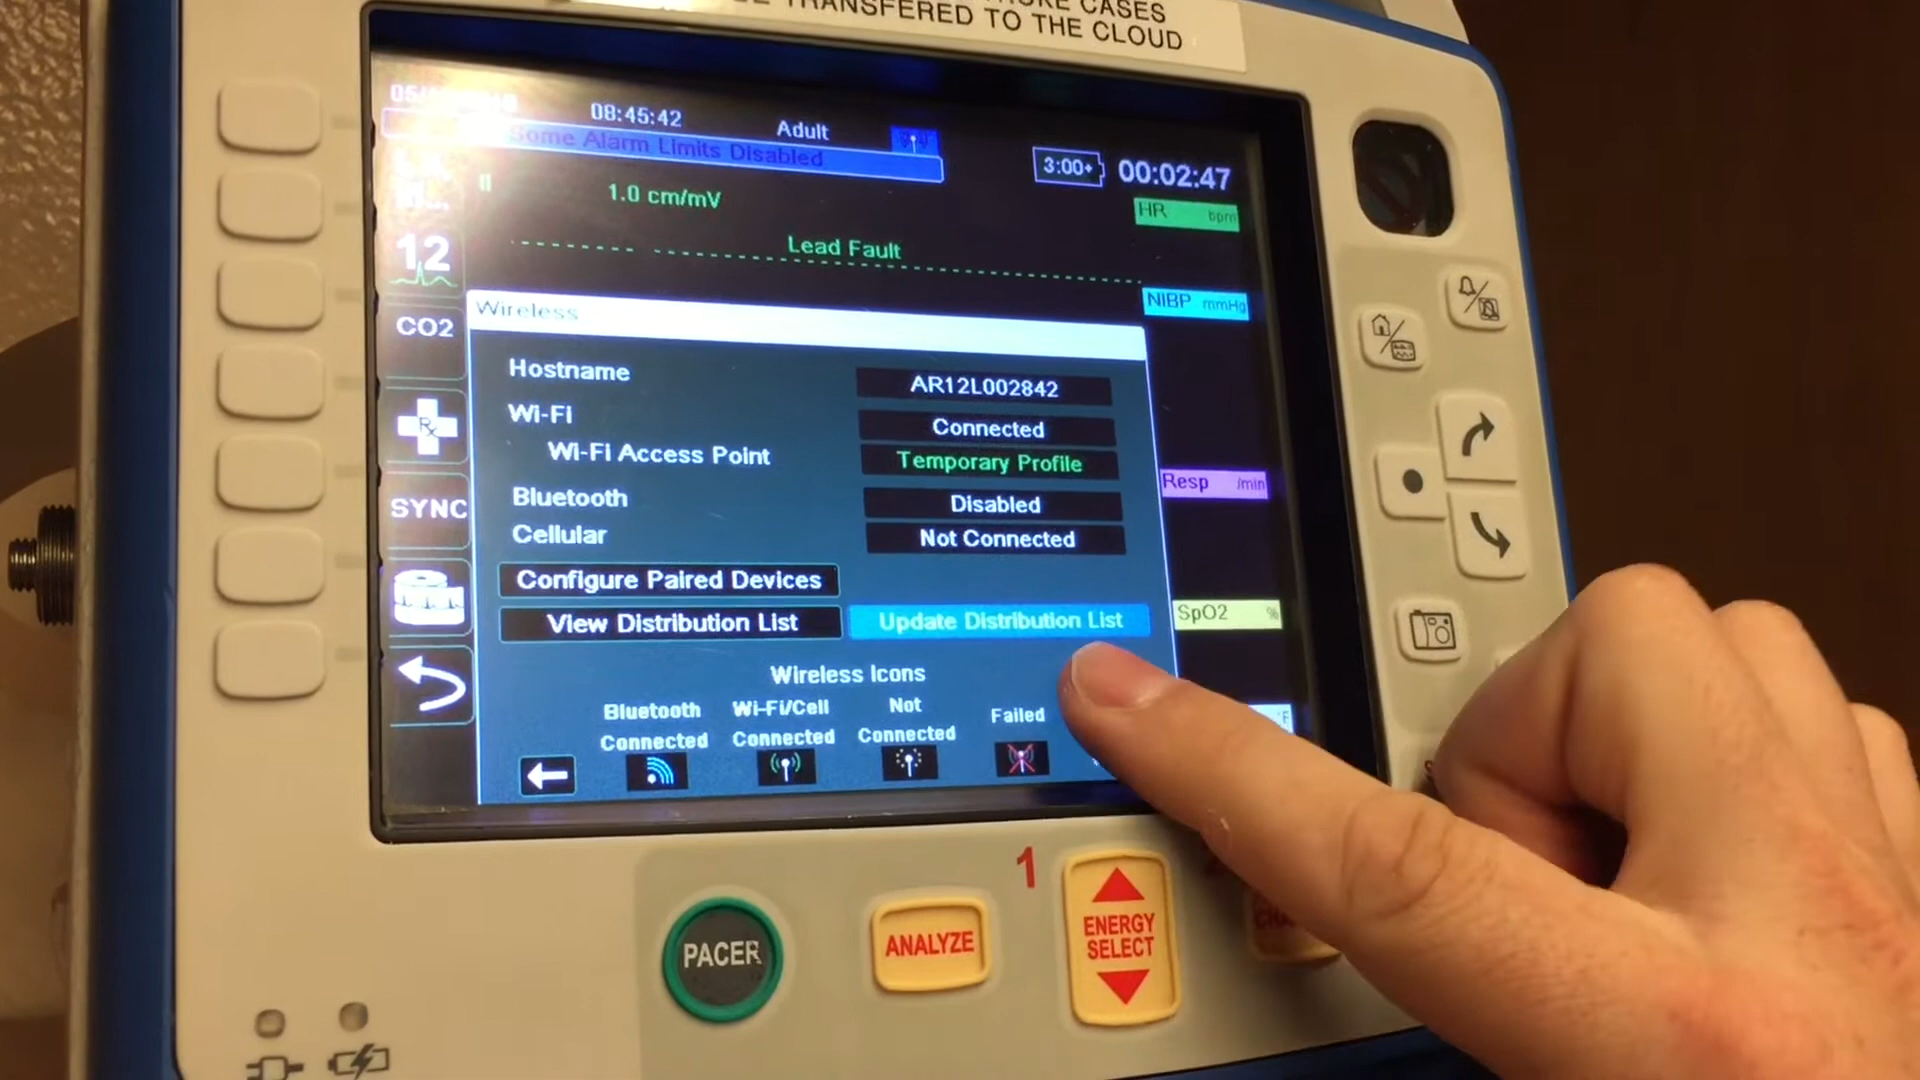 CASES
TRANSFERED TO THE CLOUD
08:45:42
Adult
Some Alarm Limits Disabled
3:00+
00:02:47
II
1.0 cm/mV
HR bpm
12
Lead Fault
NIBP mmHg
Wireless
CO2
Hostname
AR12L002842
Wi-Fi
Connected
Wi-Fi Access Point
Temporary Profile
Rx
Resp /min
Bluetooth
Disabled
SYNC
Cellular
Not Connected
Configure Paired Devices
View Distribution List
Update Distribution List
SpO2 %
Wireless Icons
Bluetooth Connected
Wi-Fi/Cell Connected
Not Connected
Failed
°F
1
PACER
ANALYZE
ENERGY
SELECT